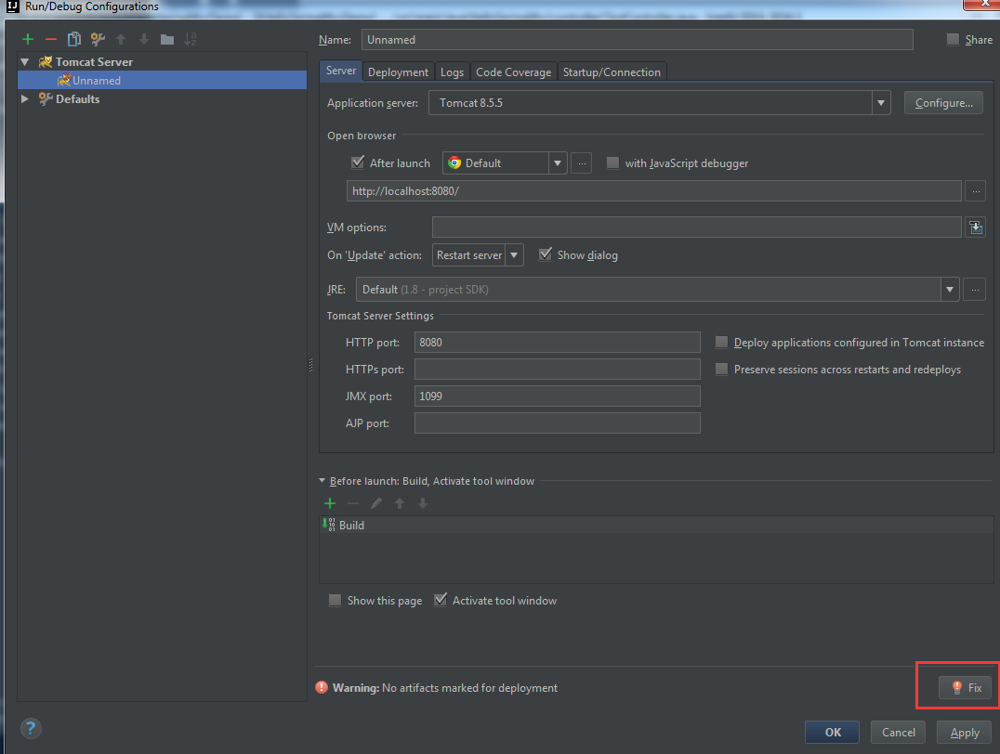 Run/Debug Configurations
Name: Unnamed Share
Tomcat Server
Unnamed
Defaults
Server Deployment Logs Code Coverage Startup/Connection
Application server: Tomcat 8.5.5 Configure...
Open browser
After launch Default ... with JavaScript debugger
http://localhost:8080/ ...
VM options:
On 'Update' action: Restart server Show dialog
JRE: Default (1.8 - project SDK) ...
Tomcat Server Settings
HTTP port: 8080 Deploy applications configured in Tomcat instance
HTTPs port: Preserve sessions across restarts and redeploys
JMX port: 1099
AJP port:
Before launch: Build, Activate tool window
Build
Show this page Activate tool window
Warning: No artifacts marked for deployment Fix
? OK Cancel Apply